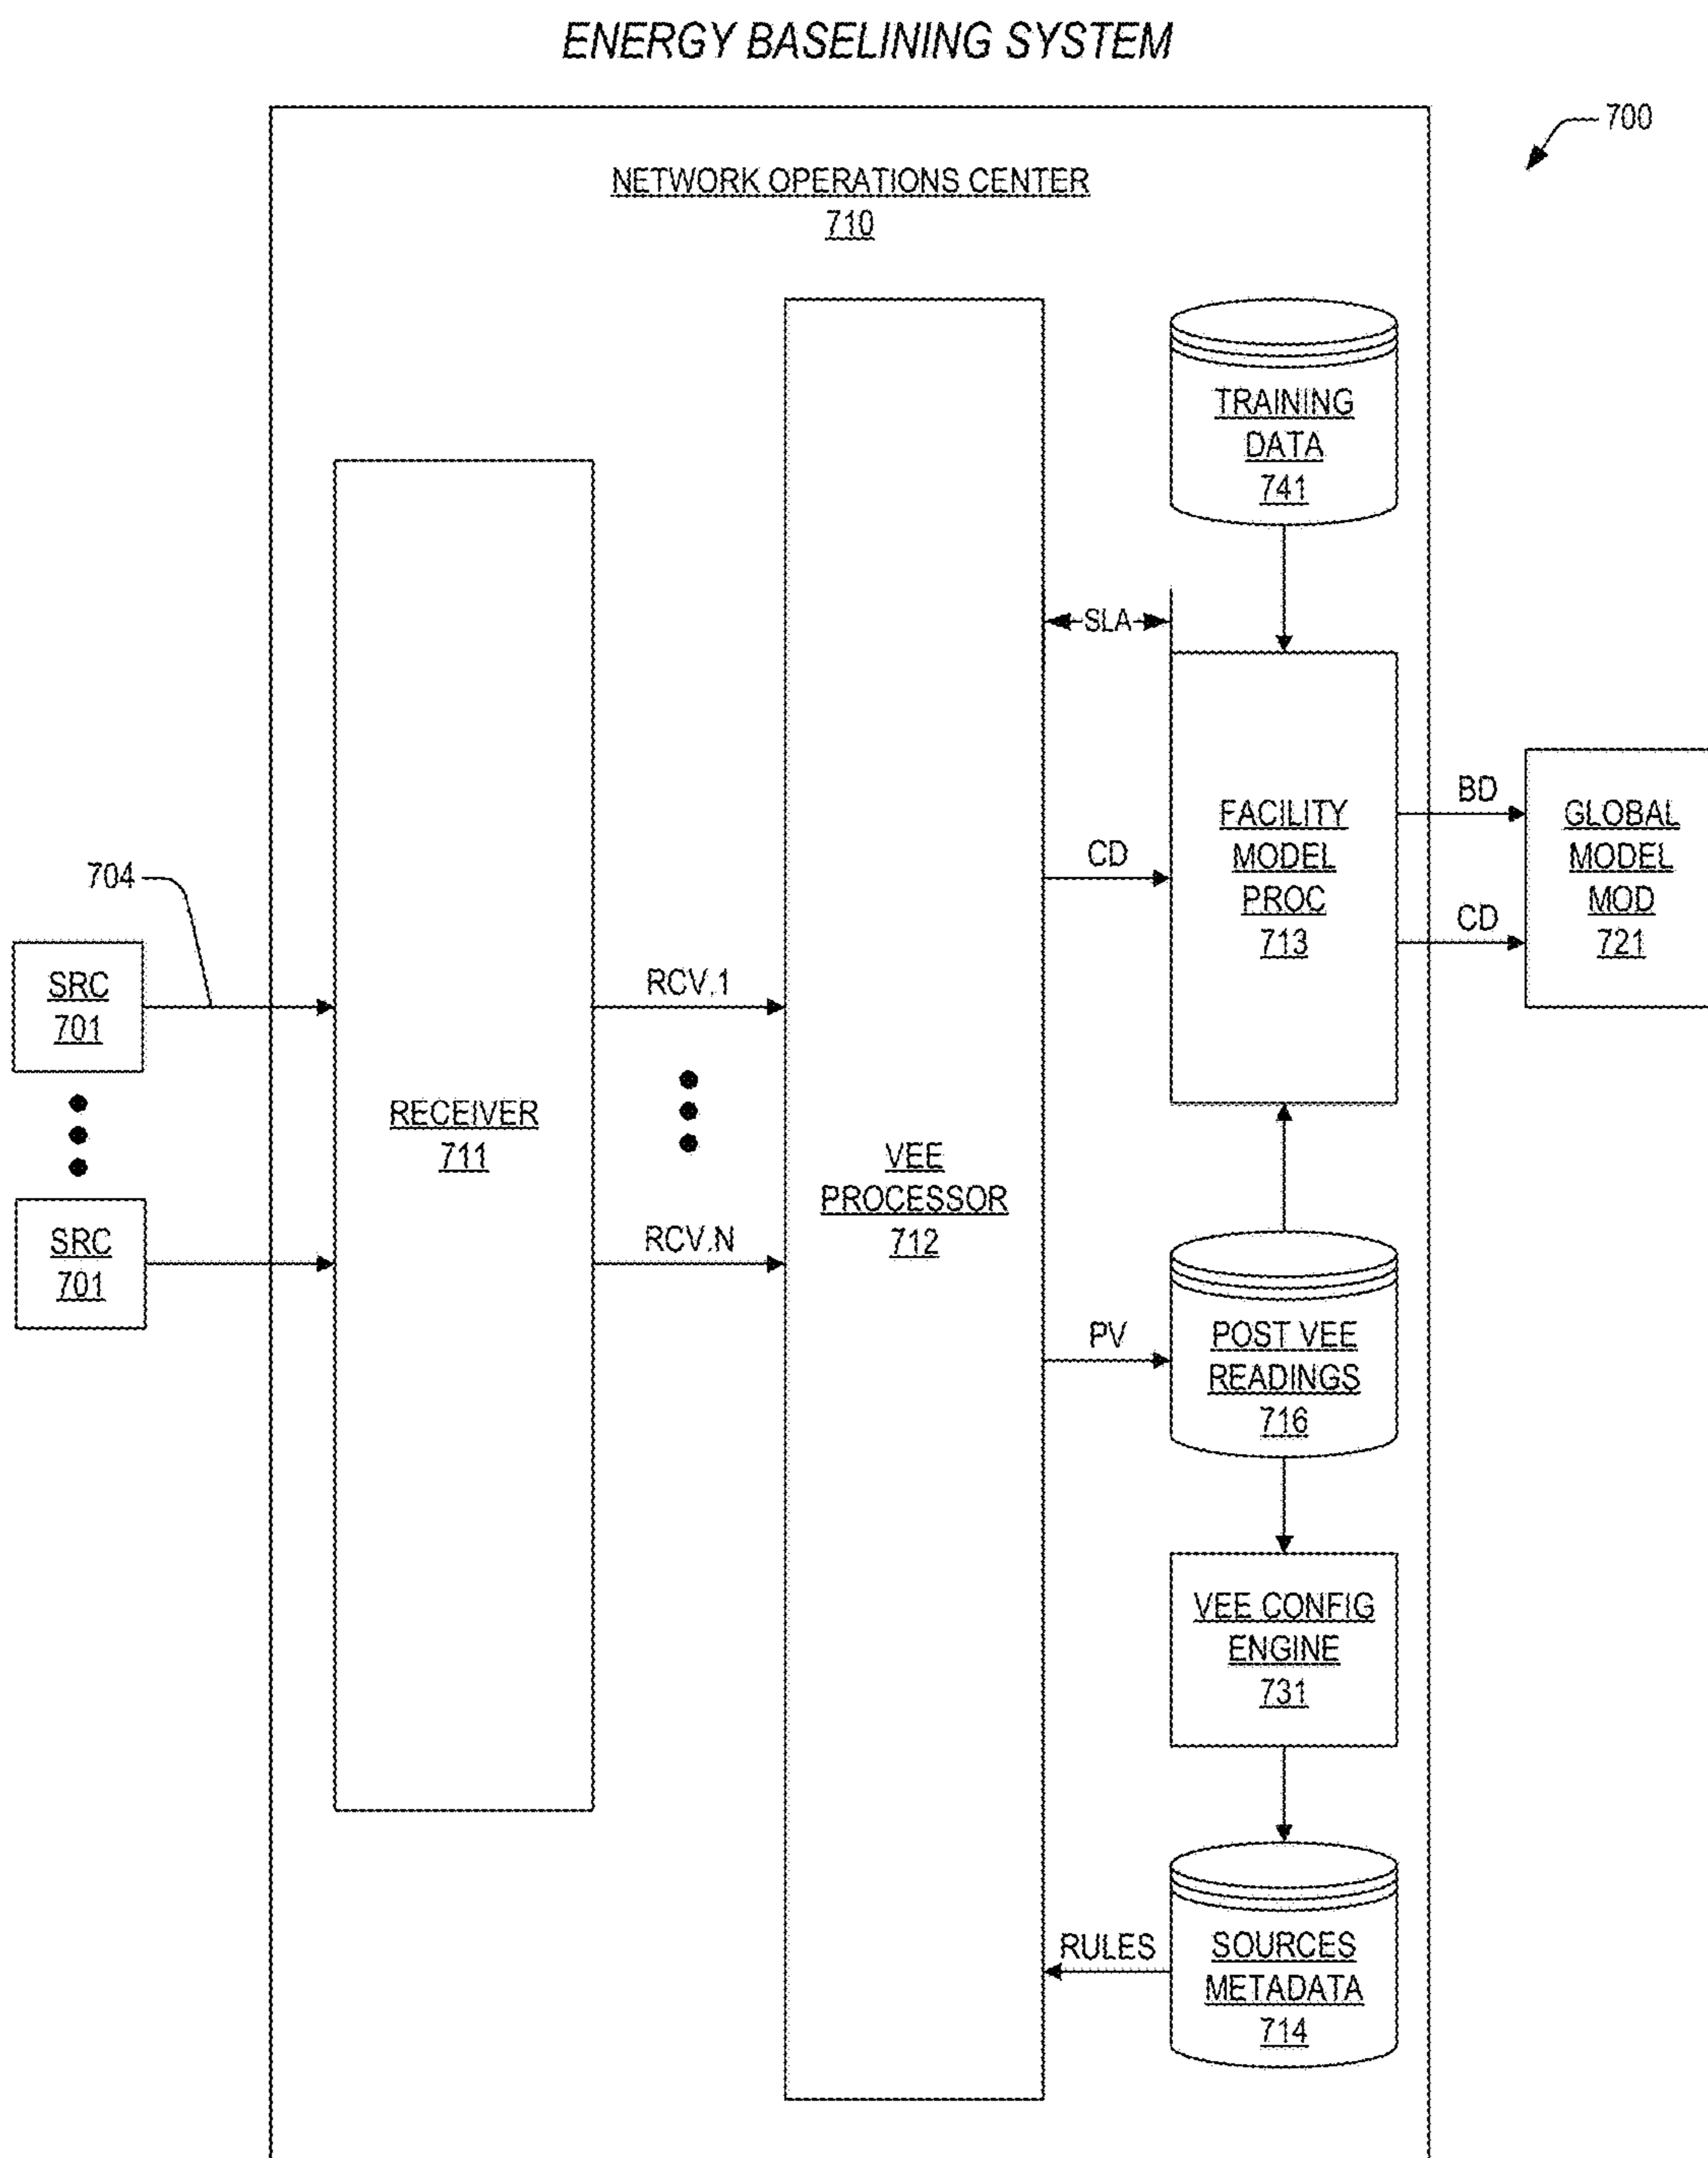 ENERGY BASELINING SYSTEM
700
NETWORK OPERATIONS CENTER
710
TRAINING
DATA
741
SLA
FACILITY
MODEL
PROC
713
BD
CD
GLOBAL
MODEL
MOD
721
CD
704
SRC
701
SRC
701
RECEIVER
711
RCV.1
RCV.N
VEE
PROCESSOR
712
PV
POST VEE
READINGS
716
VEE CONFIG
ENGINE
731
RULES
SOURCES
METADATA
714